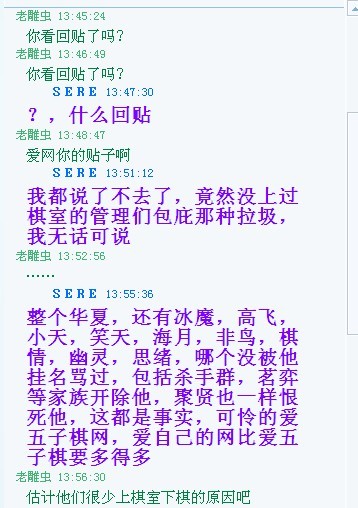 老雕虫 13:45:24
你看回贴了吗?
老雕虫 13:46:49
你看回贴了吗?
SERE 13:47:30
?，什么回贴
老雕虫 13:48:47
爱网你的贴子啊
SERE 13:51:12
我都说了不去了，竟然没上过
棋室的管理们包庇那种拉圾，
我无话可说
老雕虫 13:52:56
……
SERE 13:55:36
整个华夏，还有冰魔，高飞，
小天，笑天，海月，非鸟，棋
情，幽灵，思绪，哪个没被他
挂名骂过，包括杀手群，茗弈
等家族开除他，聚贤也一样恨
死他，这都是事实，可怜的爱
五子棋网，爱自己的网比爱五
子棋要多得多
老雕虫 13:56:30
估计他们很少上棋室下棋的原因吧